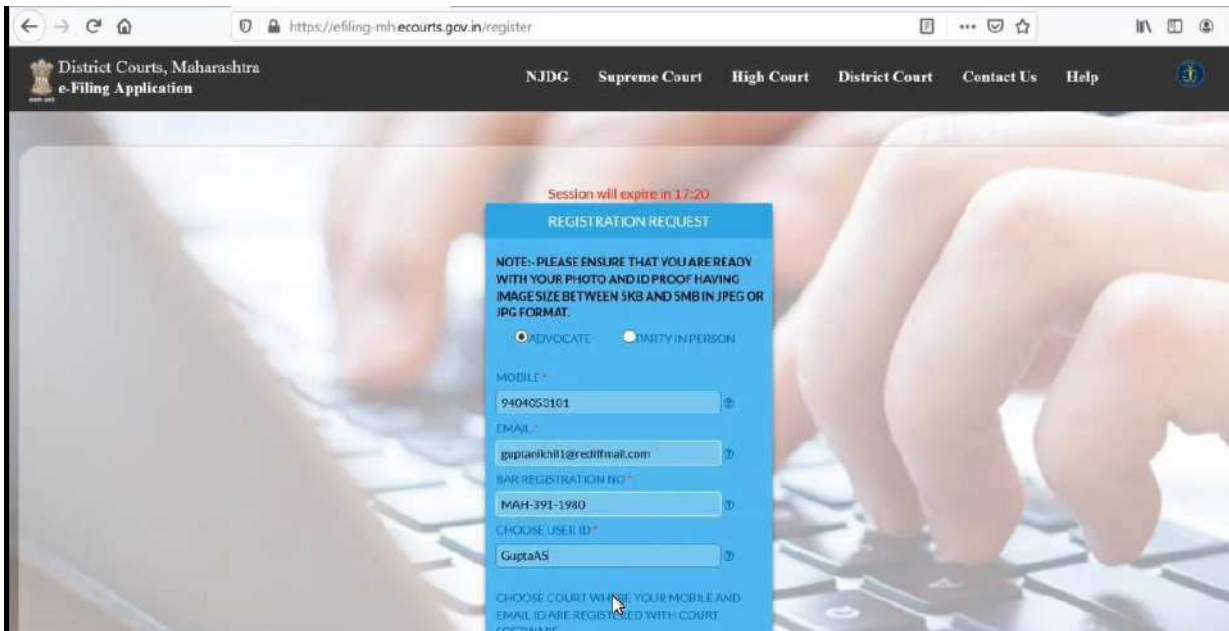 https://efiling-mh.ecourts.gov.in/register
District Courts, Maharashtra
e-Filing Application
NJDG Supreme Court High Court District Court Contact Us Help
Session will expire in 17:20
REGISTRATION REQUEST
NOTE:- PLEASE ENSURE THAT YOU ARE READY
WITH YOUR PHOTO AND ID PROOF HAVING
IMAGE SIZE BETWEEN 5KB AND 5MB IN JPEG OR
JPG FORMAT.
ADVOCATE PARTY IN PERSON
MOBILE *
9404053101
EMAIL *
guptanikhil1@rediffmail.com
BAR REGISTRATION NO *
MAH-391-1980
CHOOSE USER ID *
GuptaAS
CHOOSE COURT WHERE YOUR MOBILE AND
EMAIL ID ARE REGISTERED WITH COURT
SOFTWARE